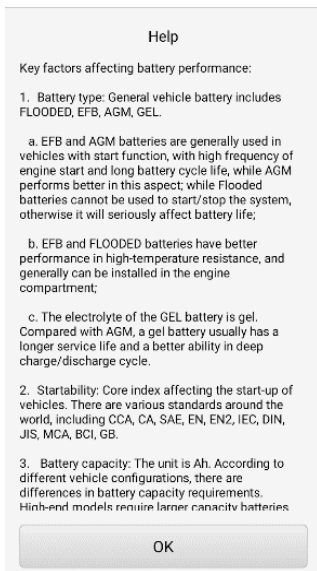 Help
Key factors affecting battery performance:
1. Battery type: General vehicle battery includes
FLOODED, EFB, AGM, GEL.
a. EFB and AGM batteries are generally used in
vehicles with start function, with high frequency of
engine start and long battery cycle life, while AGM
performs better in this aspect; while Flooded
batteries cannot be used to start/stop the system,
otherwise it will seriously affect battery life;
b. EFB and FLOODED batteries have better
performance in high-temperature resistance, and
generally can be installed in the engine
compartment;
c. The electrolyte of the GEL battery is gel.
Compared with AGM, a gel battery usually has a
longer service life and a better ability in deep
charge/discharge cycle.
2. Startability: Core index affecting the start-up of
vehicles. There are various standards around the
world, including CCA, CA, SAE, EN, EN2, IEC, DIN,
JIS, MCA, BCI, GB.
3. Battery capacity: The unit is Ah. According to
different vehicle configurations, there are
differences in battery capacity requirements.
High-end models require larger capacity batteries
OK